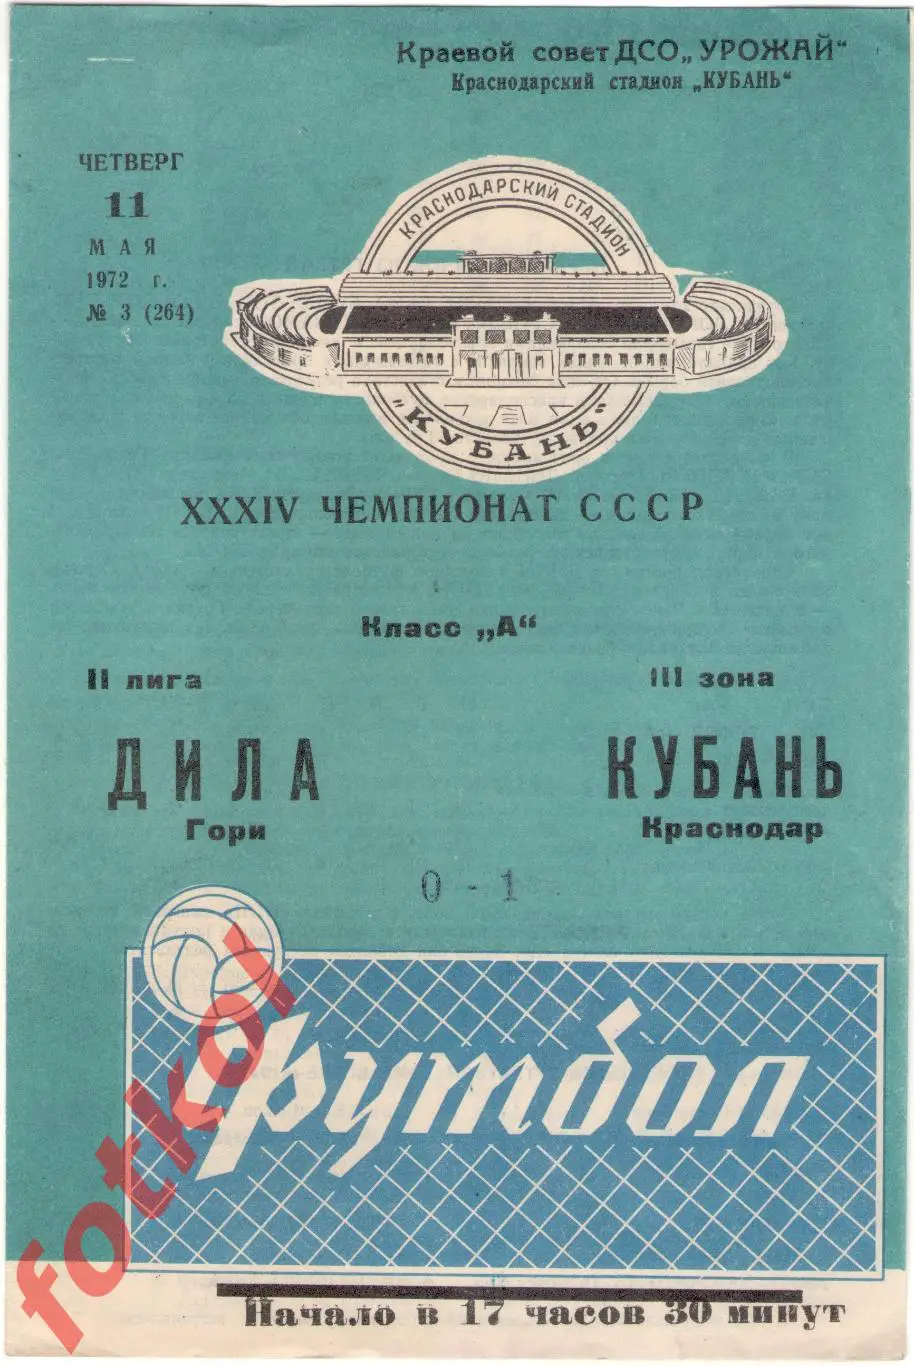 Краевой совет ДСО „УРОЖАЙ“
Краснодарский стадион „КУБАНЬ“
ЧЕТВЕРГ
11
МАЯ
1972 г.
№ 3 (264)
КРАСНОДАРСКИЙ СТАДИОН
„КУБАНЬ“
XXXIV ЧЕМПИОНАТ СССР
Класс „А“
II лига
III зона
ДИЛА
КУБАНЬ
Гори
Краснодар
0 - 1
Футбол
Начало в 17 часов 30 минут
fotkol